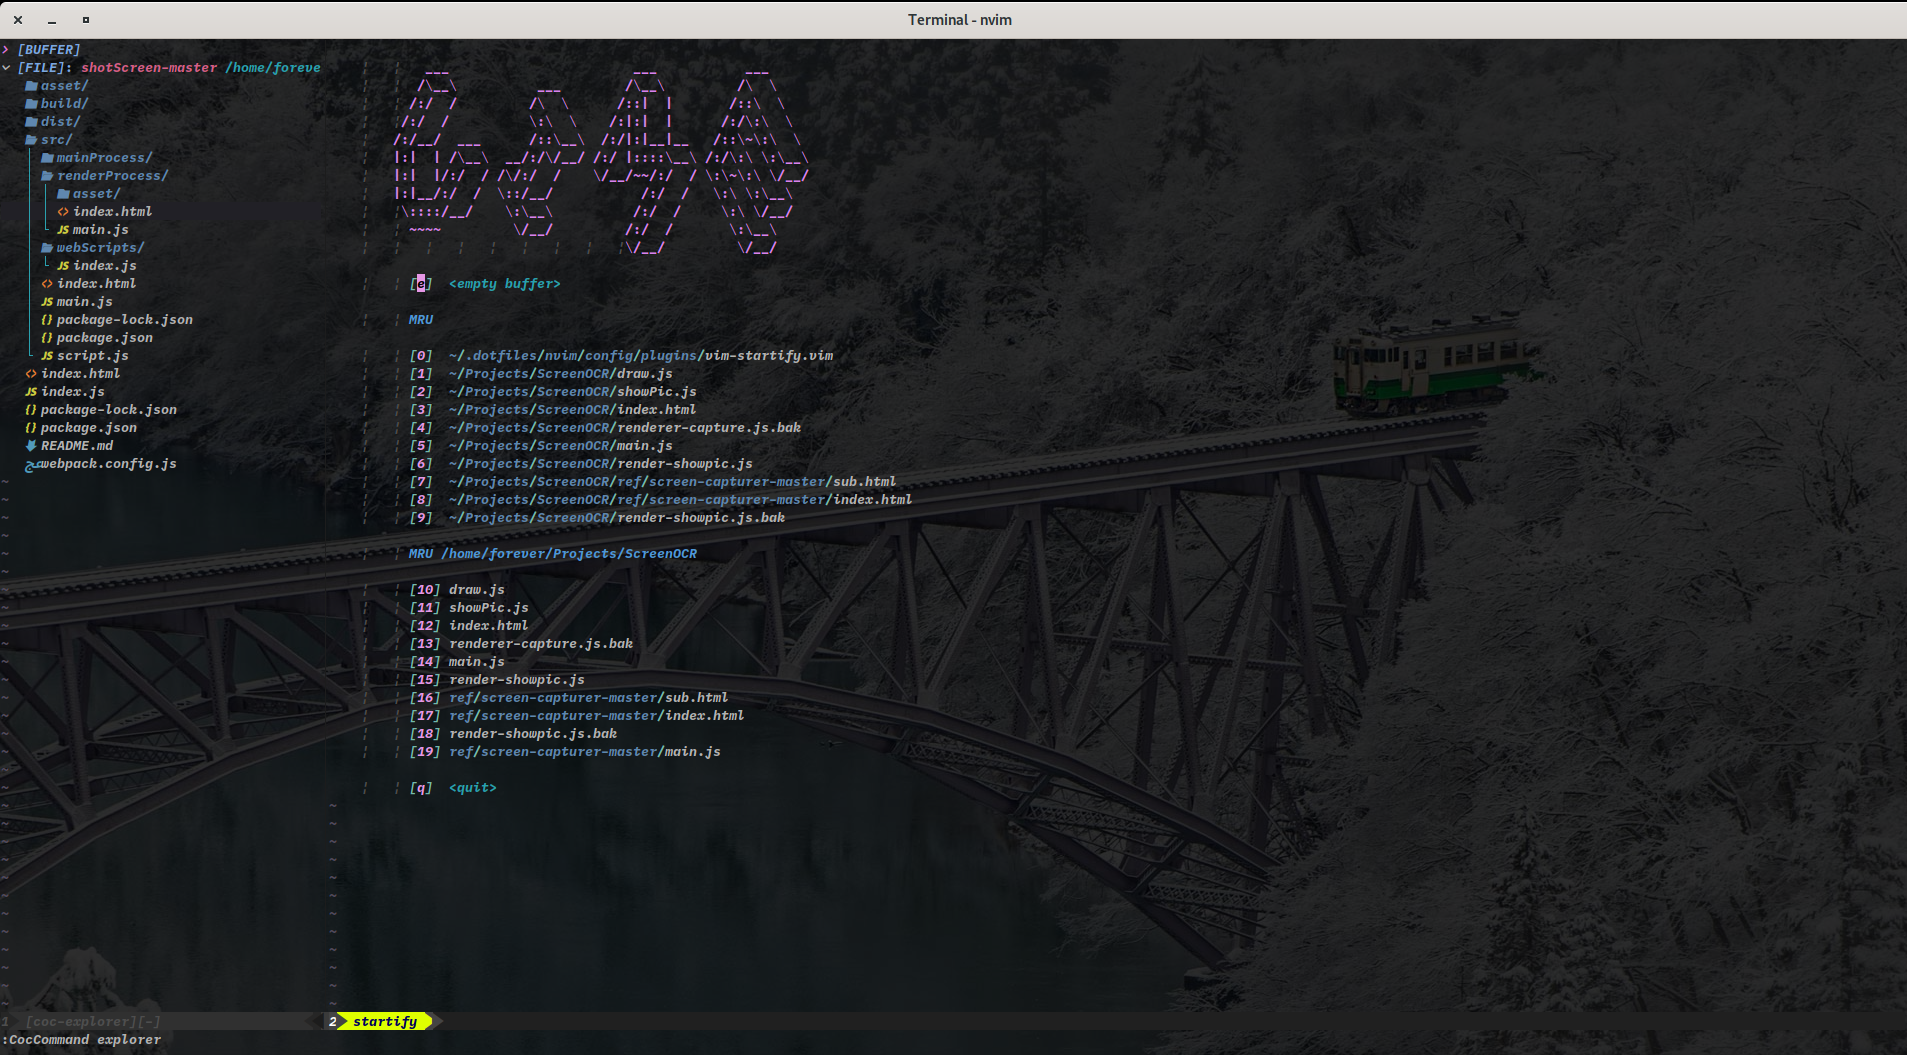 Terminal - nvim
[BUFFER]
[FILE]: shotScreen-master /home/foreve
asset/
build/
dist/
src/
mainProcess/
renderProcess/
asset/
index.html
JS main.js
webScripts/
JS index.js
index.html
JS main.js
{} package-lock.json
{} package.json
JS script.js
index.html
JS index.js
{} package-lock.json
{} package.json
README.md
webpack.config.js
[e] <empty buffer>
MRU
[0] ~/.dotfiles/nvim/config/plugins/vim-startify.vim
[1] ~/Projects/ScreenOCR/draw.js
[2] ~/Projects/ScreenOCR/showPic.js
[3] ~/Projects/ScreenOCR/index.html
[4] ~/Projects/ScreenOCR/renderer-capture.js.bak
[5] ~/Projects/ScreenOCR/main.js
[6] ~/Projects/ScreenOCR/render-showpic.js
[7] ~/Projects/ScreenOCR/ref/screen-capturer-master/sub.html
[8] ~/Projects/ScreenOCR/ref/screen-capturer-master/index.html
[9] ~/Projects/ScreenOCR/render-showpic.js.bak
MRU /home/forever/Projects/ScreenOCR
[10] draw.js
[11] showPic.js
[12] index.html
[13] renderer-capture.js.bak
[14] main.js
[15] render-showpic.js
[16] ref/screen-capturer-master/sub.html
[17] ref/screen-capturer-master/index.html
[18] render-showpic.js.bak
[19] ref/screen-capturer-master/main.js
[q] <quit>
1 [coc-explorer][-]
2 startify
:CocCommand explorer